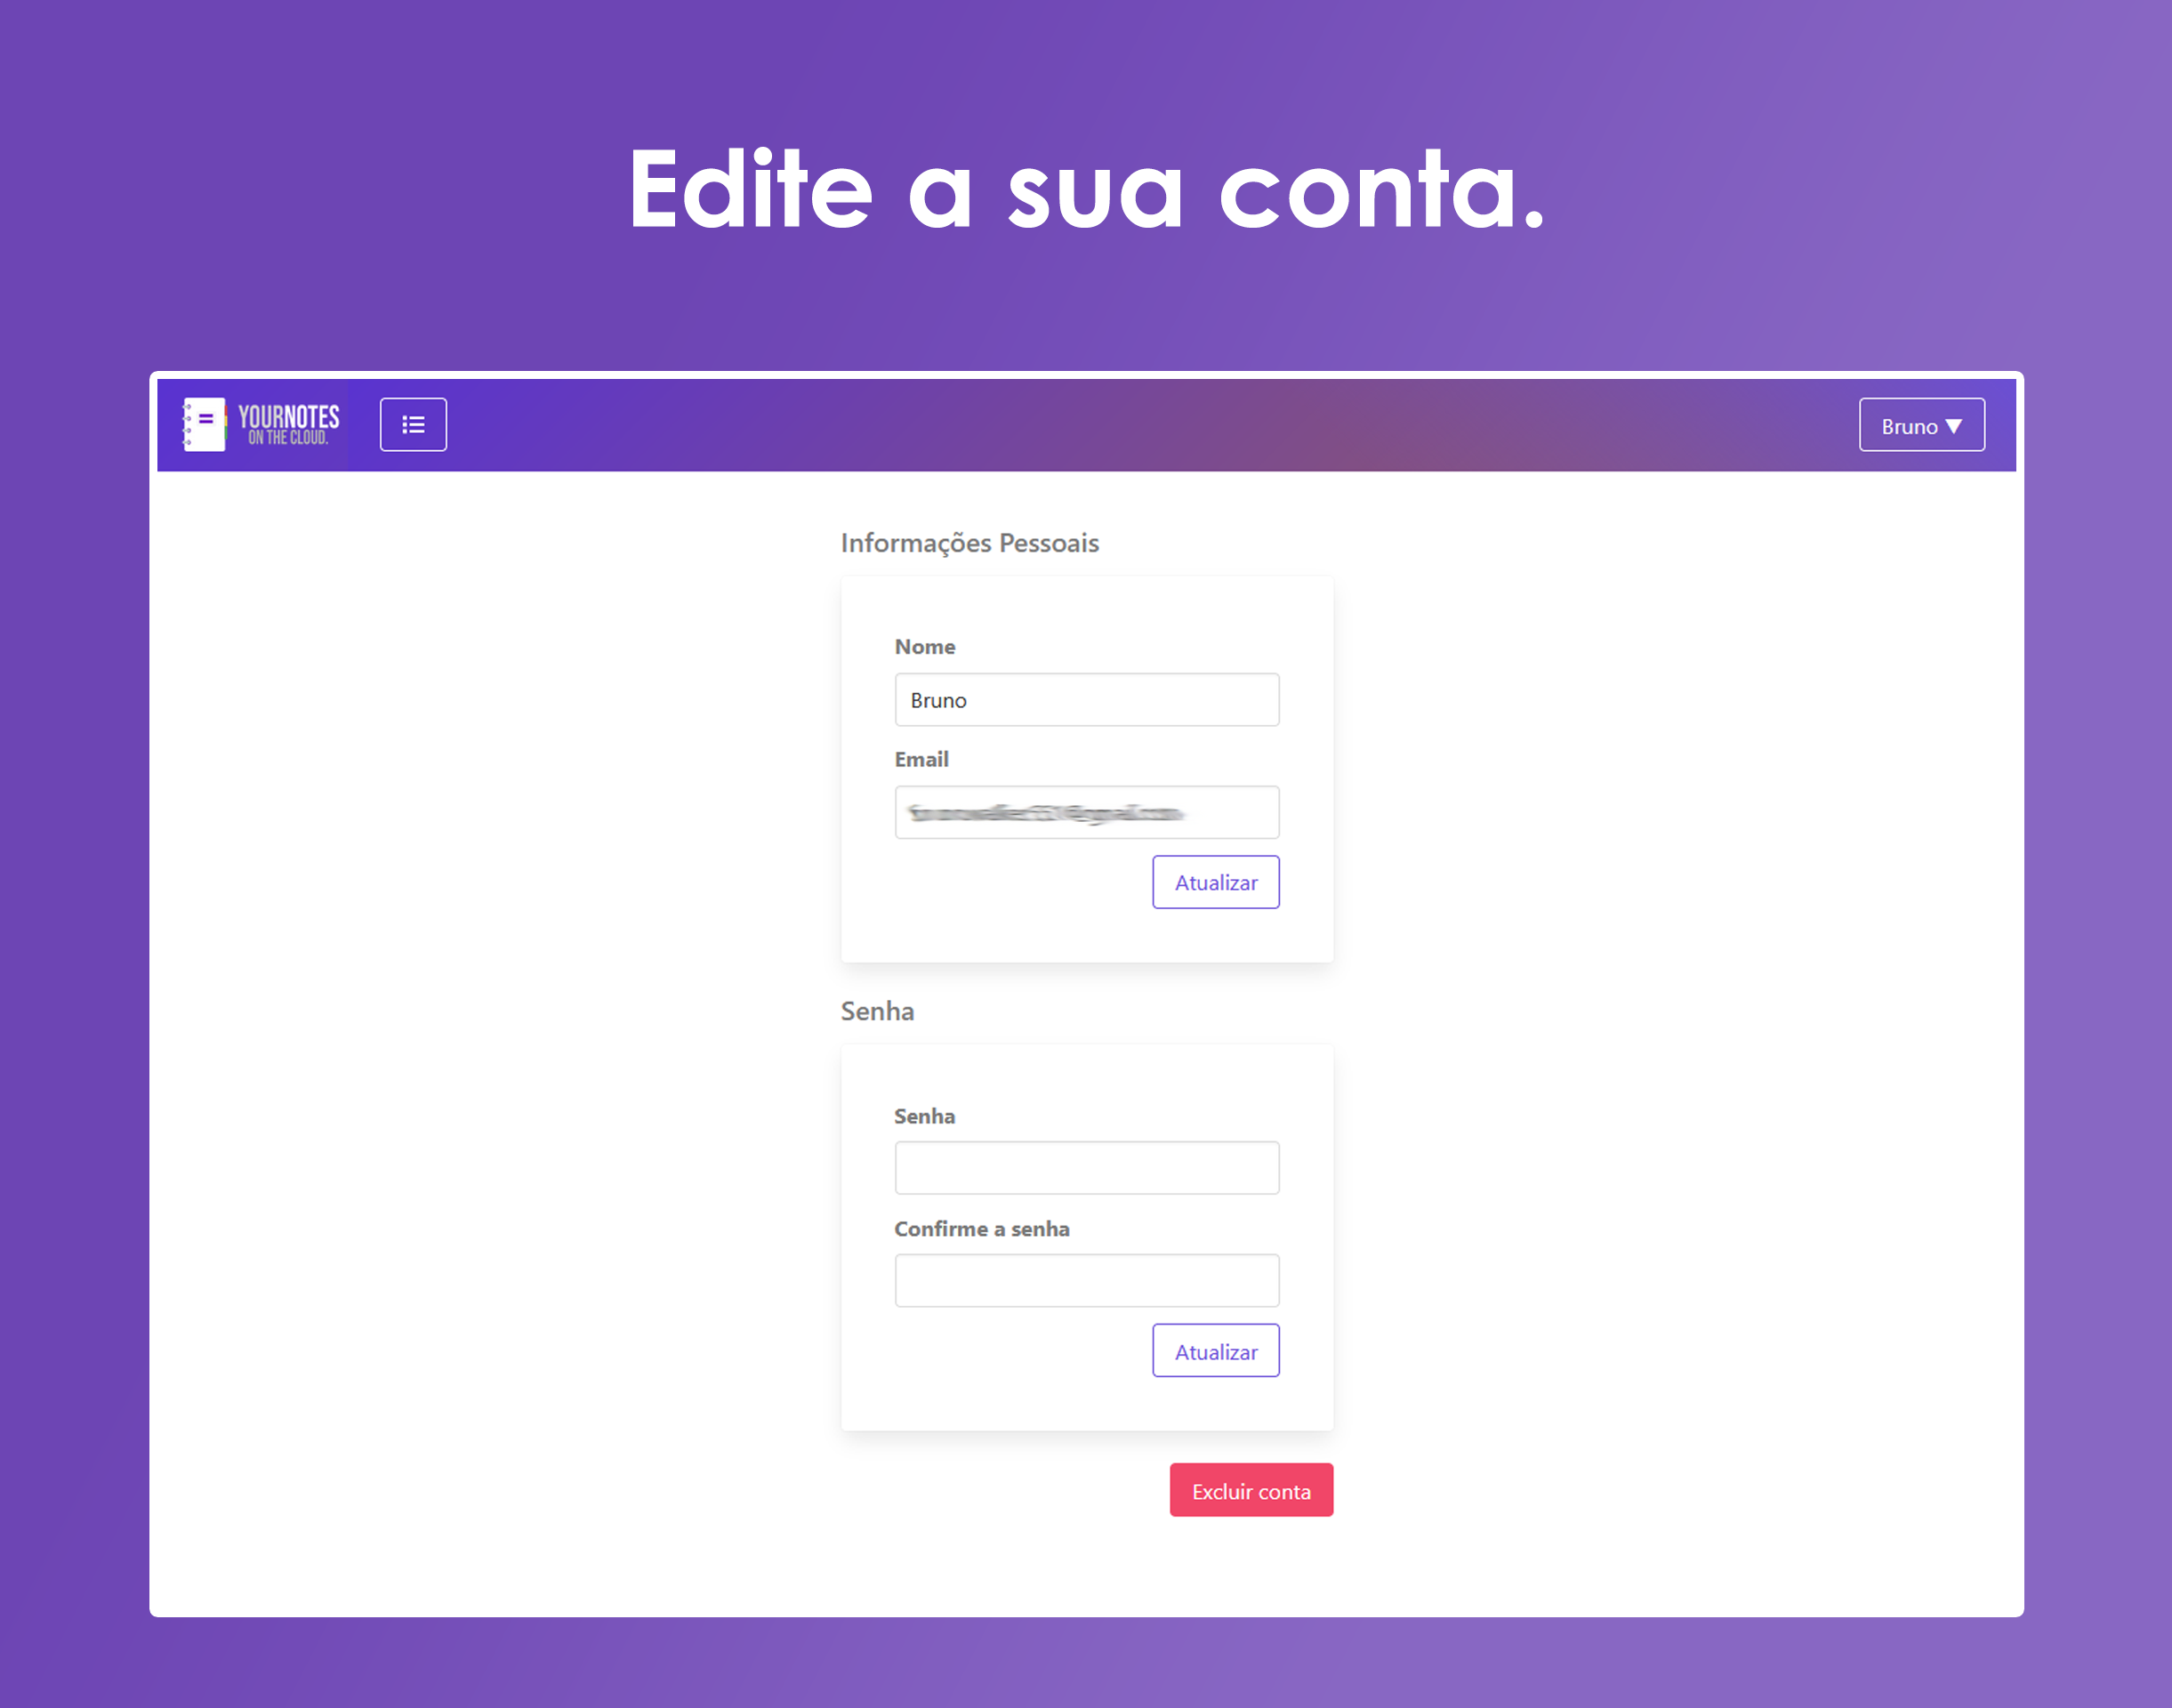 Edite a sua conta.
YOURNOTES
ON THE CLOUD.
Bruno ▼
Informações Pessoais
Nome
Bruno
Email
Atualizar
Senha
Senha
Confirme a senha
Atualizar
Excluir conta